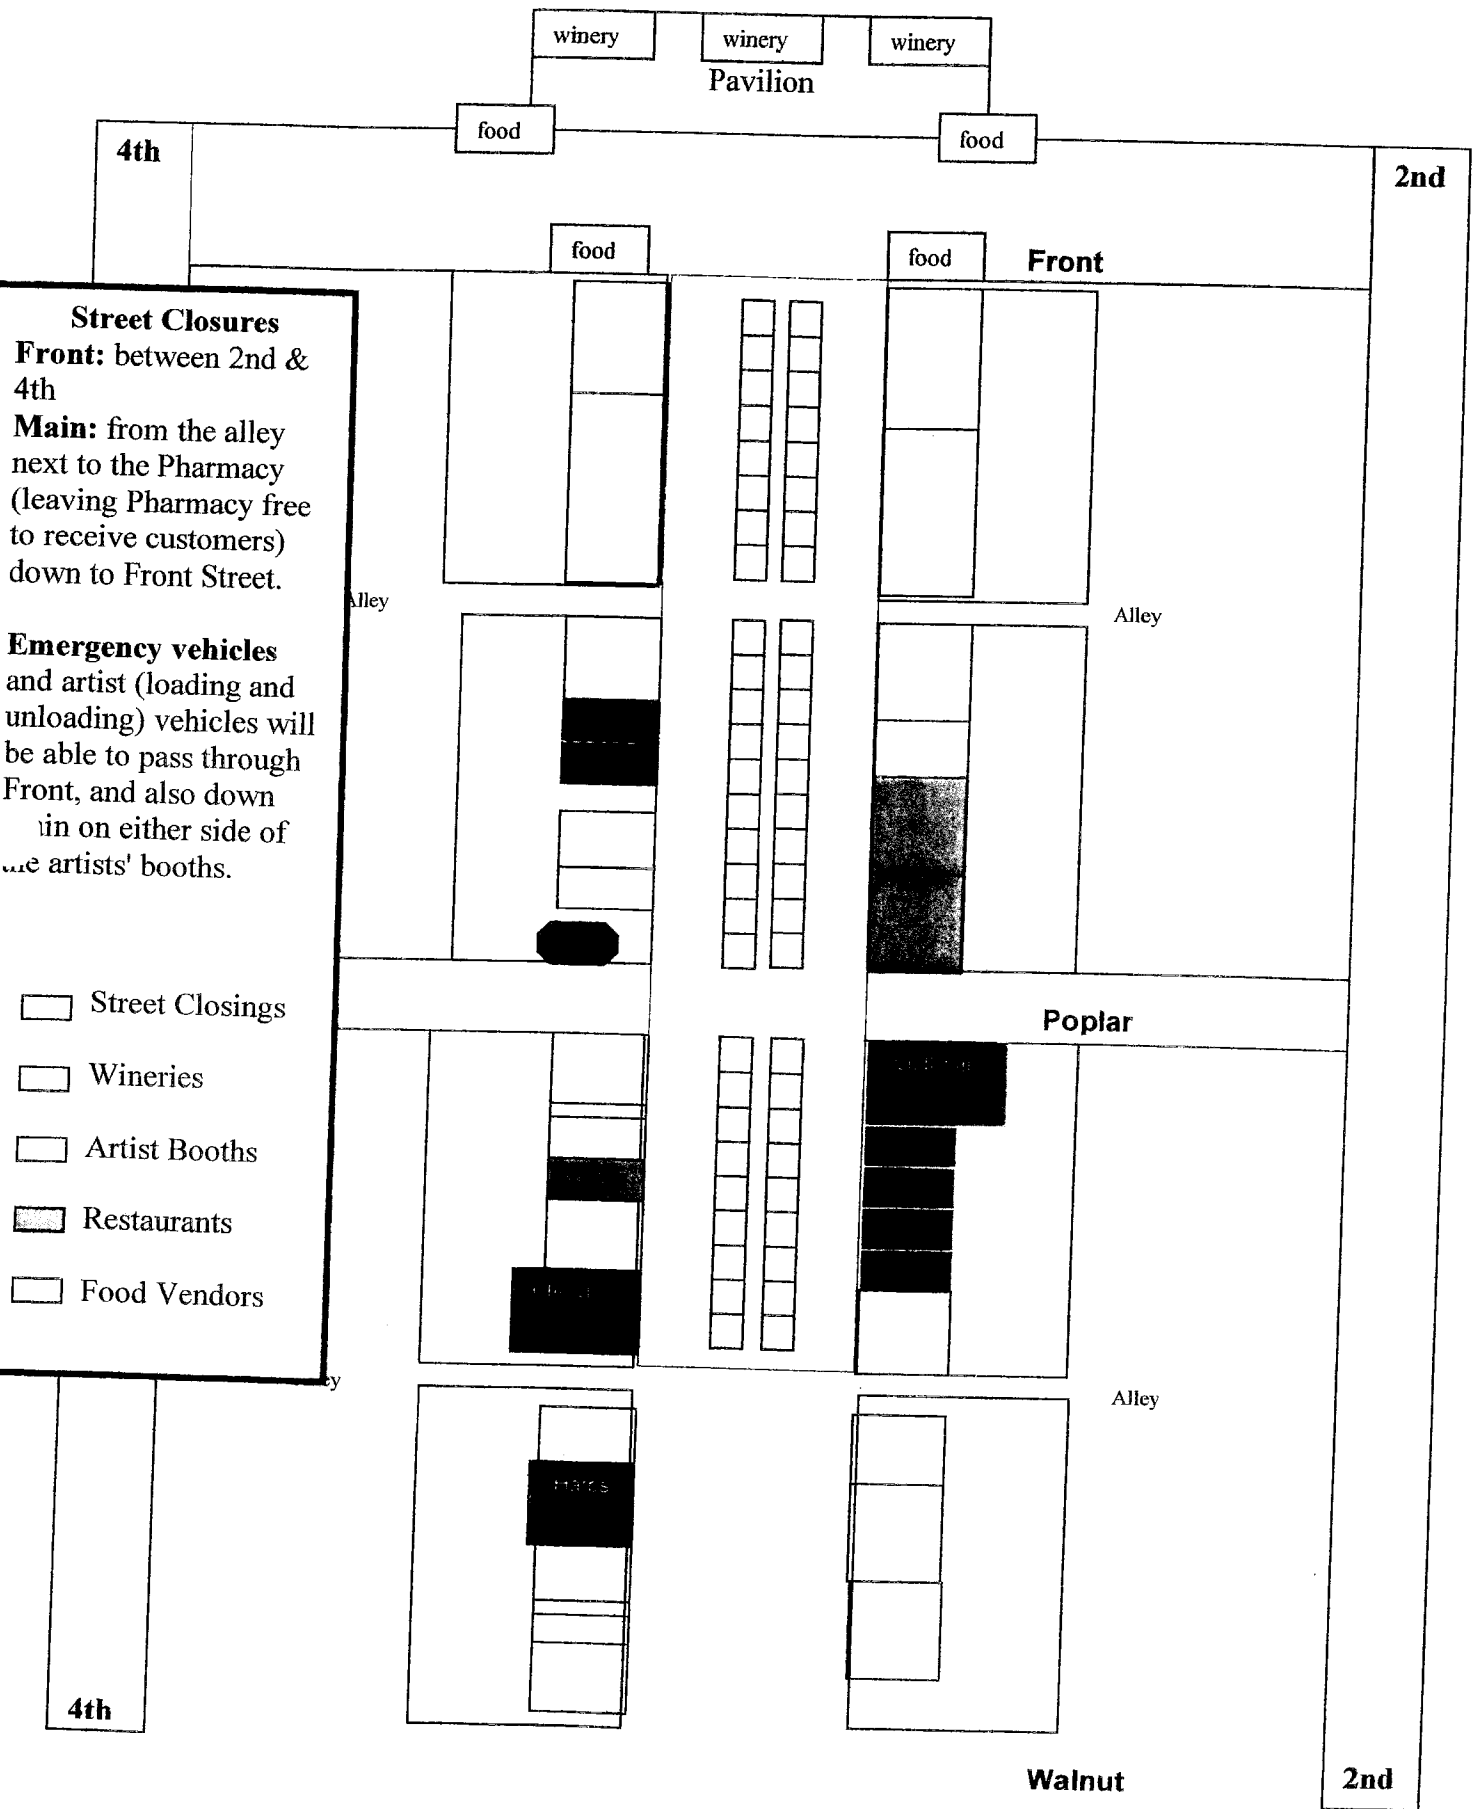 winery
winery
winery
Pavilion
food
food
4th
2nd
food
food
Front
Street Closures
Front: between 2nd &
4th
Main: from the alley
next to the Pharmacy
(leaving Pharmacy free
to receive customers)
down to Front Street.
Alley
Alley
Emergency vehicles
and artist (loading and
unloading) vehicles will
be able to pass through
Front, and also down
on either side of
artists' booths.
Street Closings
Poplar
Wineries
Artist Booths
Restaurants
Food Vendors
Alley
4th
Walnut
2nd